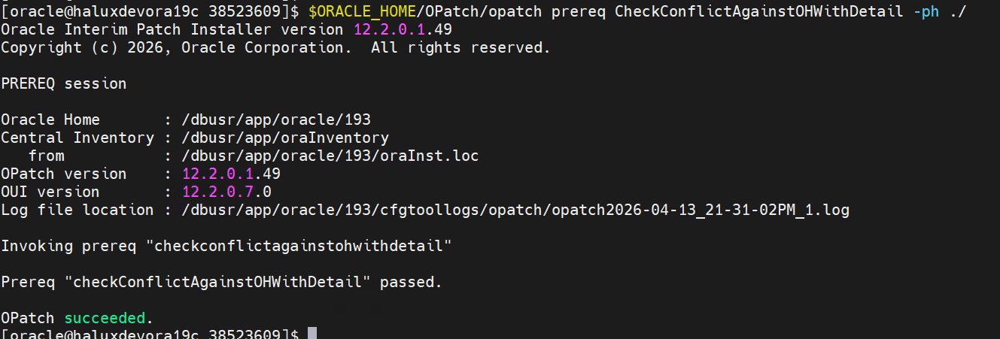 [oracle@haluxdevora19c 38523609]$ $ORACLE_HOME/OPatch/opatch prereq CheckConflictAgainstOHWithDetail -ph ./
Oracle Interim Patch Installer version 12.2.0.1.49
Copyright (c) 2026, Oracle Corporation.  All rights reserved.

PREREQ session

Oracle Home       : /dbusr/app/oracle/193
Central Inventory : /dbusr/app/oraInventory
   from           : /dbusr/app/oracle/193/oraInst.loc
OPatch version    : 12.2.0.1.49
OUI version       : 12.2.0.7.0
Log file location : /dbusr/app/oracle/193/cfgtoollogs/opatch/opatch2026-04-13_21-31-02PM_1.log

Invoking prereq "checkconflictagainstohwithdetail"

Prereq "checkConflictAgainstOHWithDetail" passed.

OPatch succeeded.
[oracle@haluxdevora19c 38523609]$